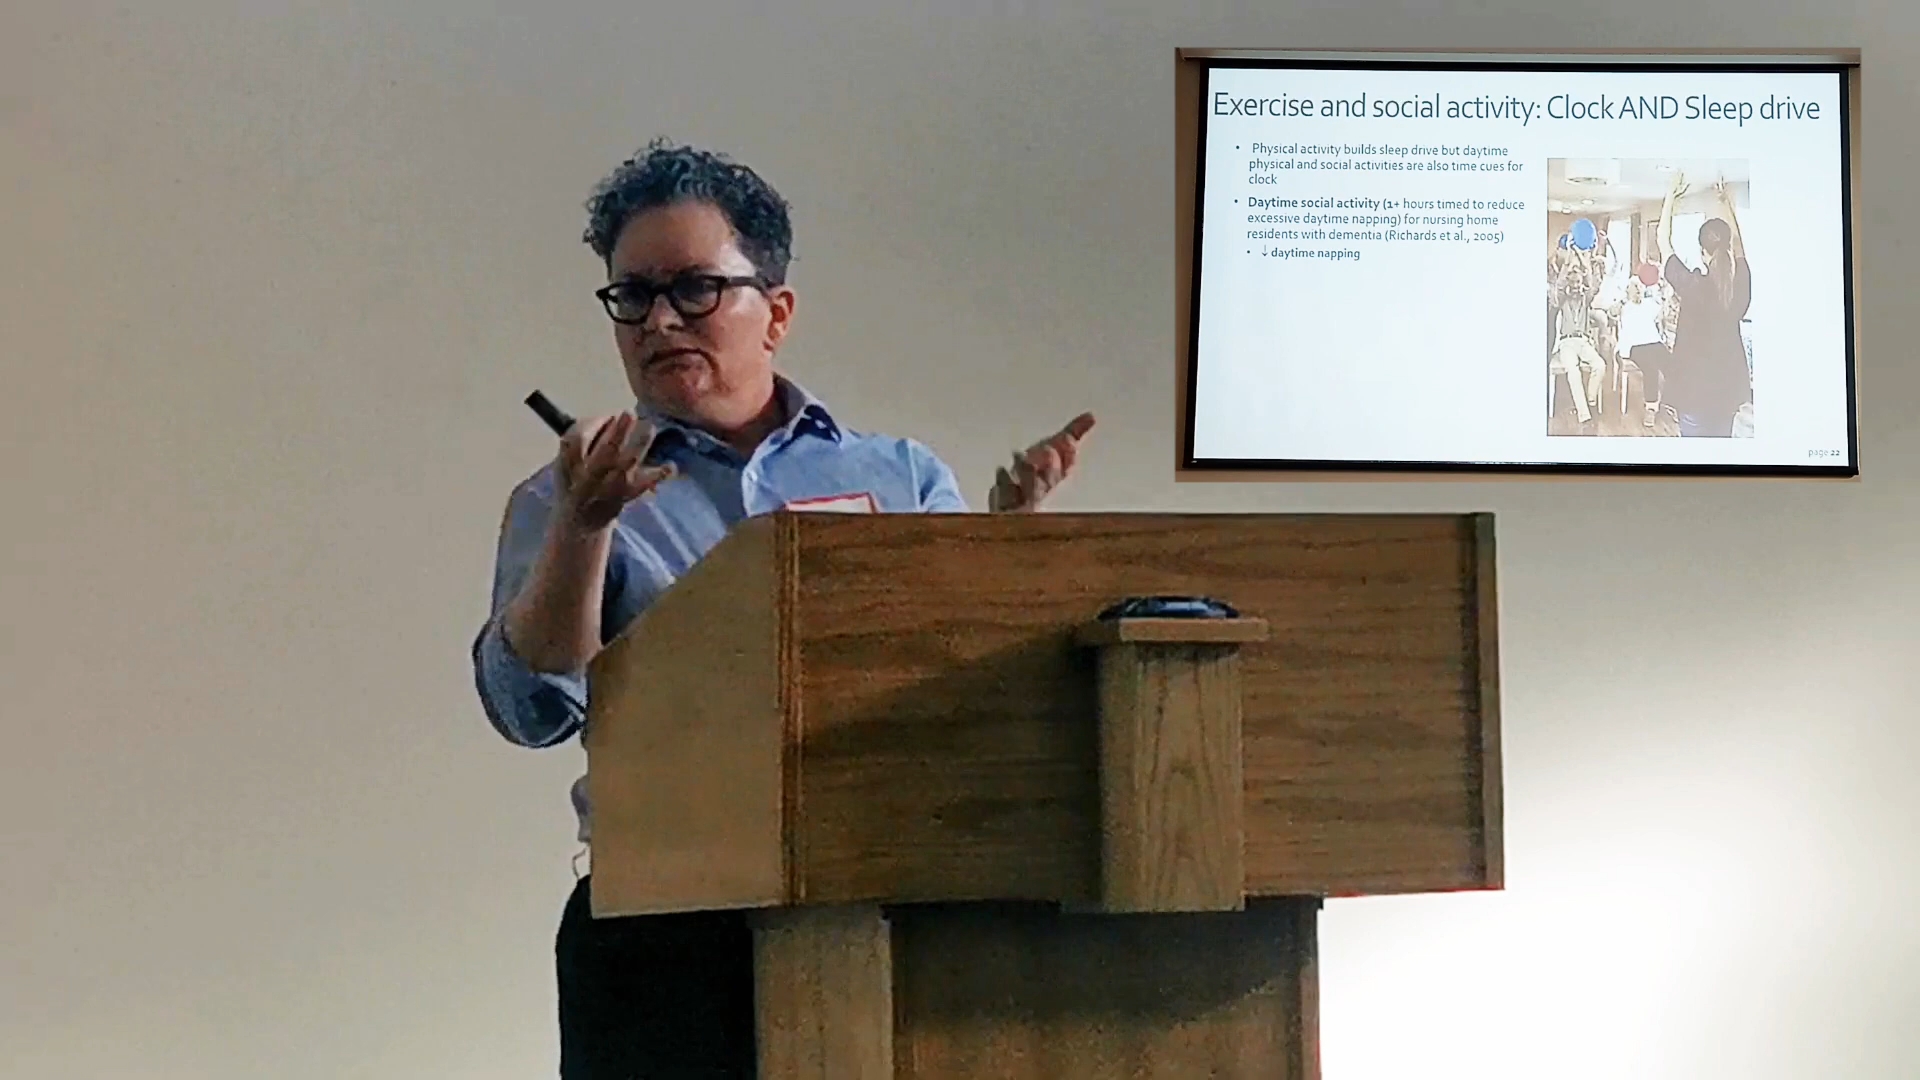 Exercise and social activity: Clock AND Sleep drive
• Physical activity builds sleep drive but daytime
physical and social activities are also time cues for
clock
• Daytime social activity (1+ hours timed to reduce
excessive daytime napping) for nursing home
residents with dementia (Richards et al., 2005)
• ↓ daytime napping
page 22